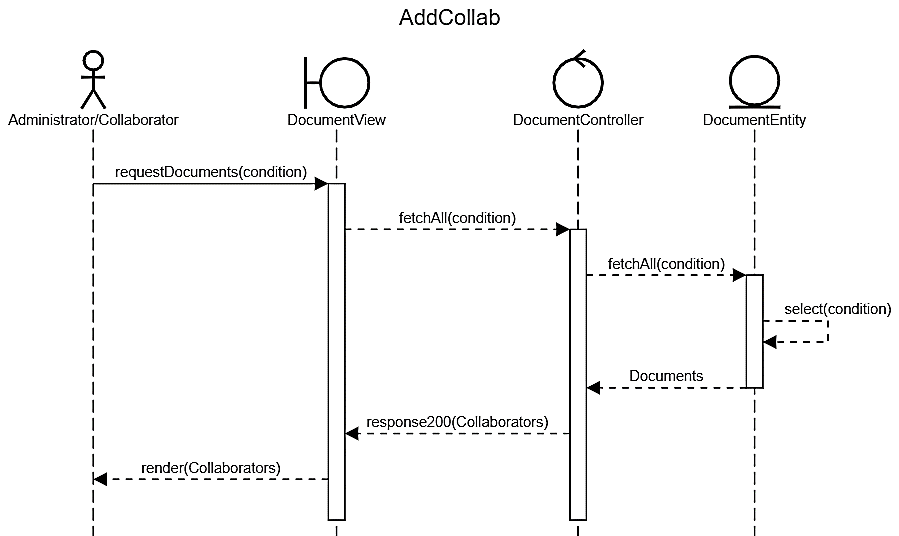 AddCollab
Administrator/Collaborator
DocumentView
DocumentController
DocumentEntity
requestDocuments(condition)
fetchAll(condition)
fetchAll(condition)
select(condition)
Documents
response200(Collaborators)
render(Collaborators)